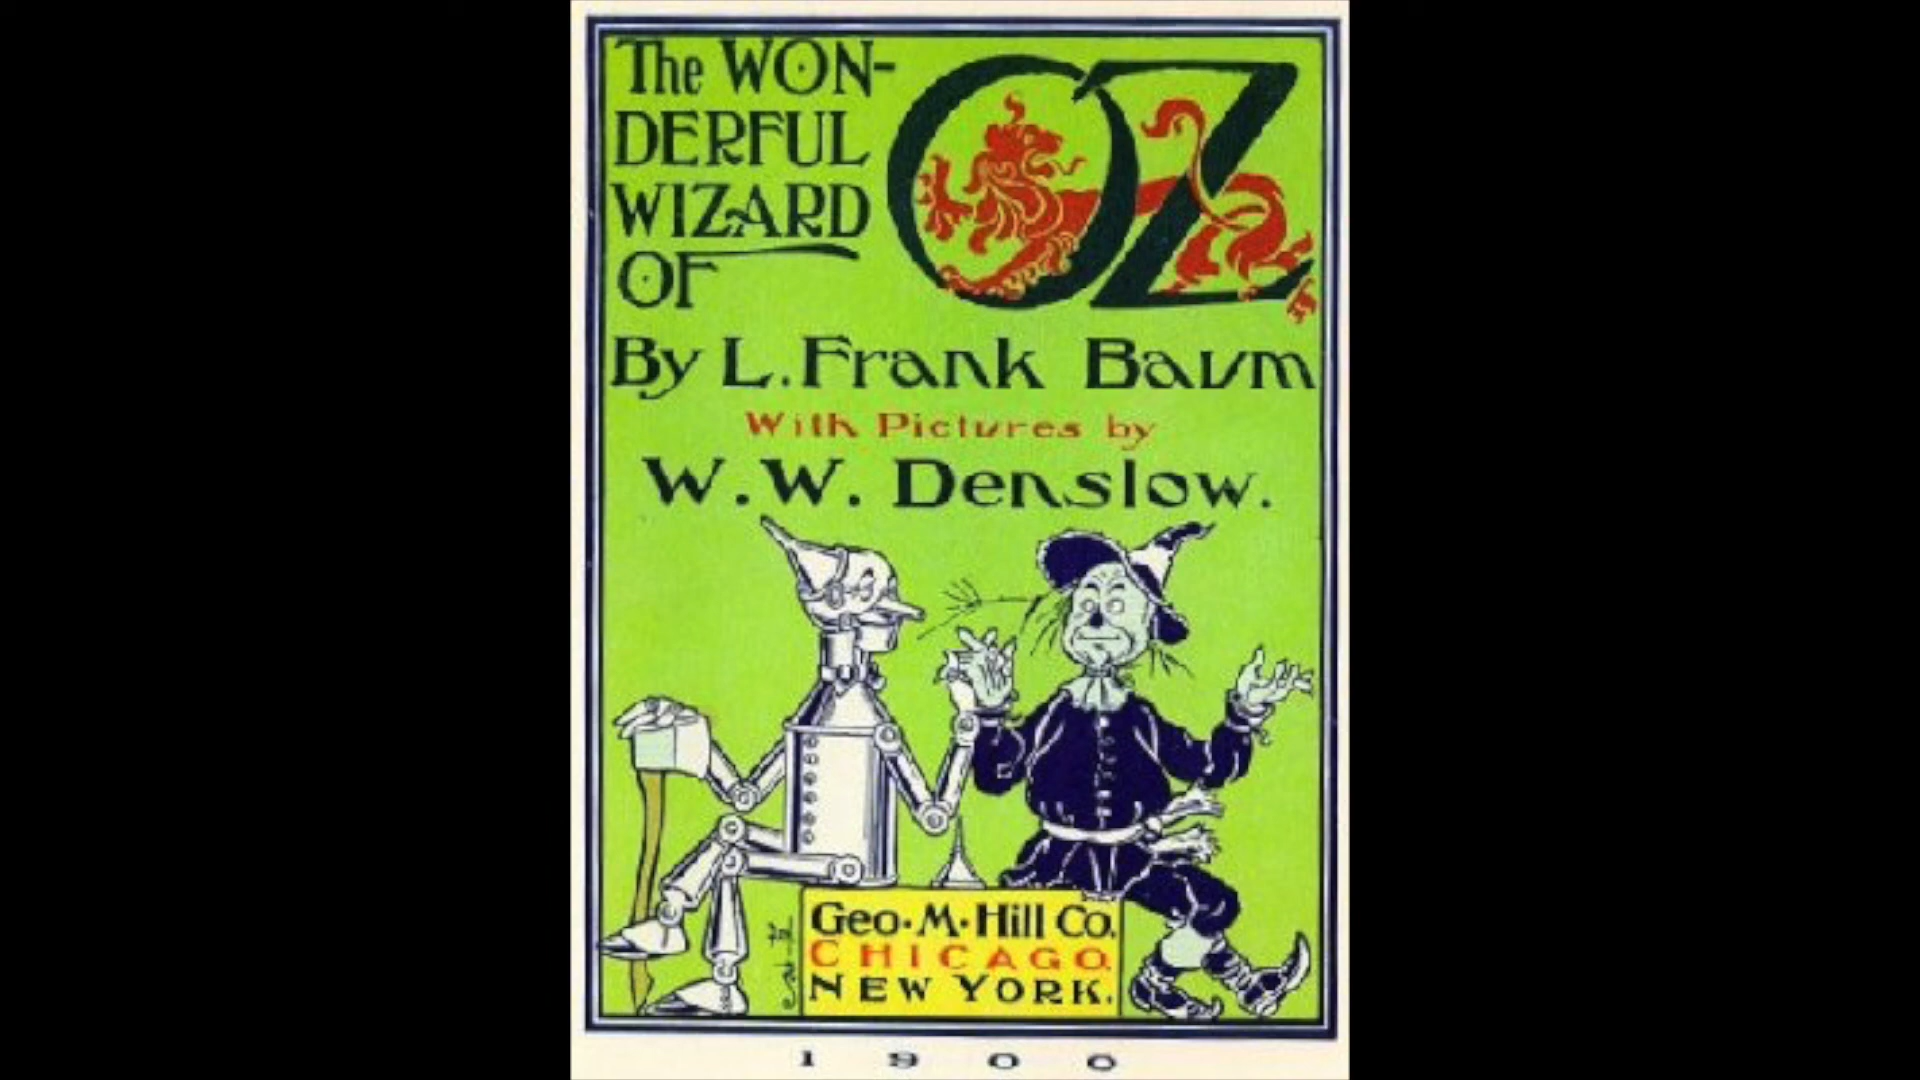 The WON-
DERFUL
WIZARD
OF
OZ
By L. Frank Baum
With Pictures by
W. W. Denslow.
Geo. M. Hill Co.
CHICAGO.
NEW YORK.
1900